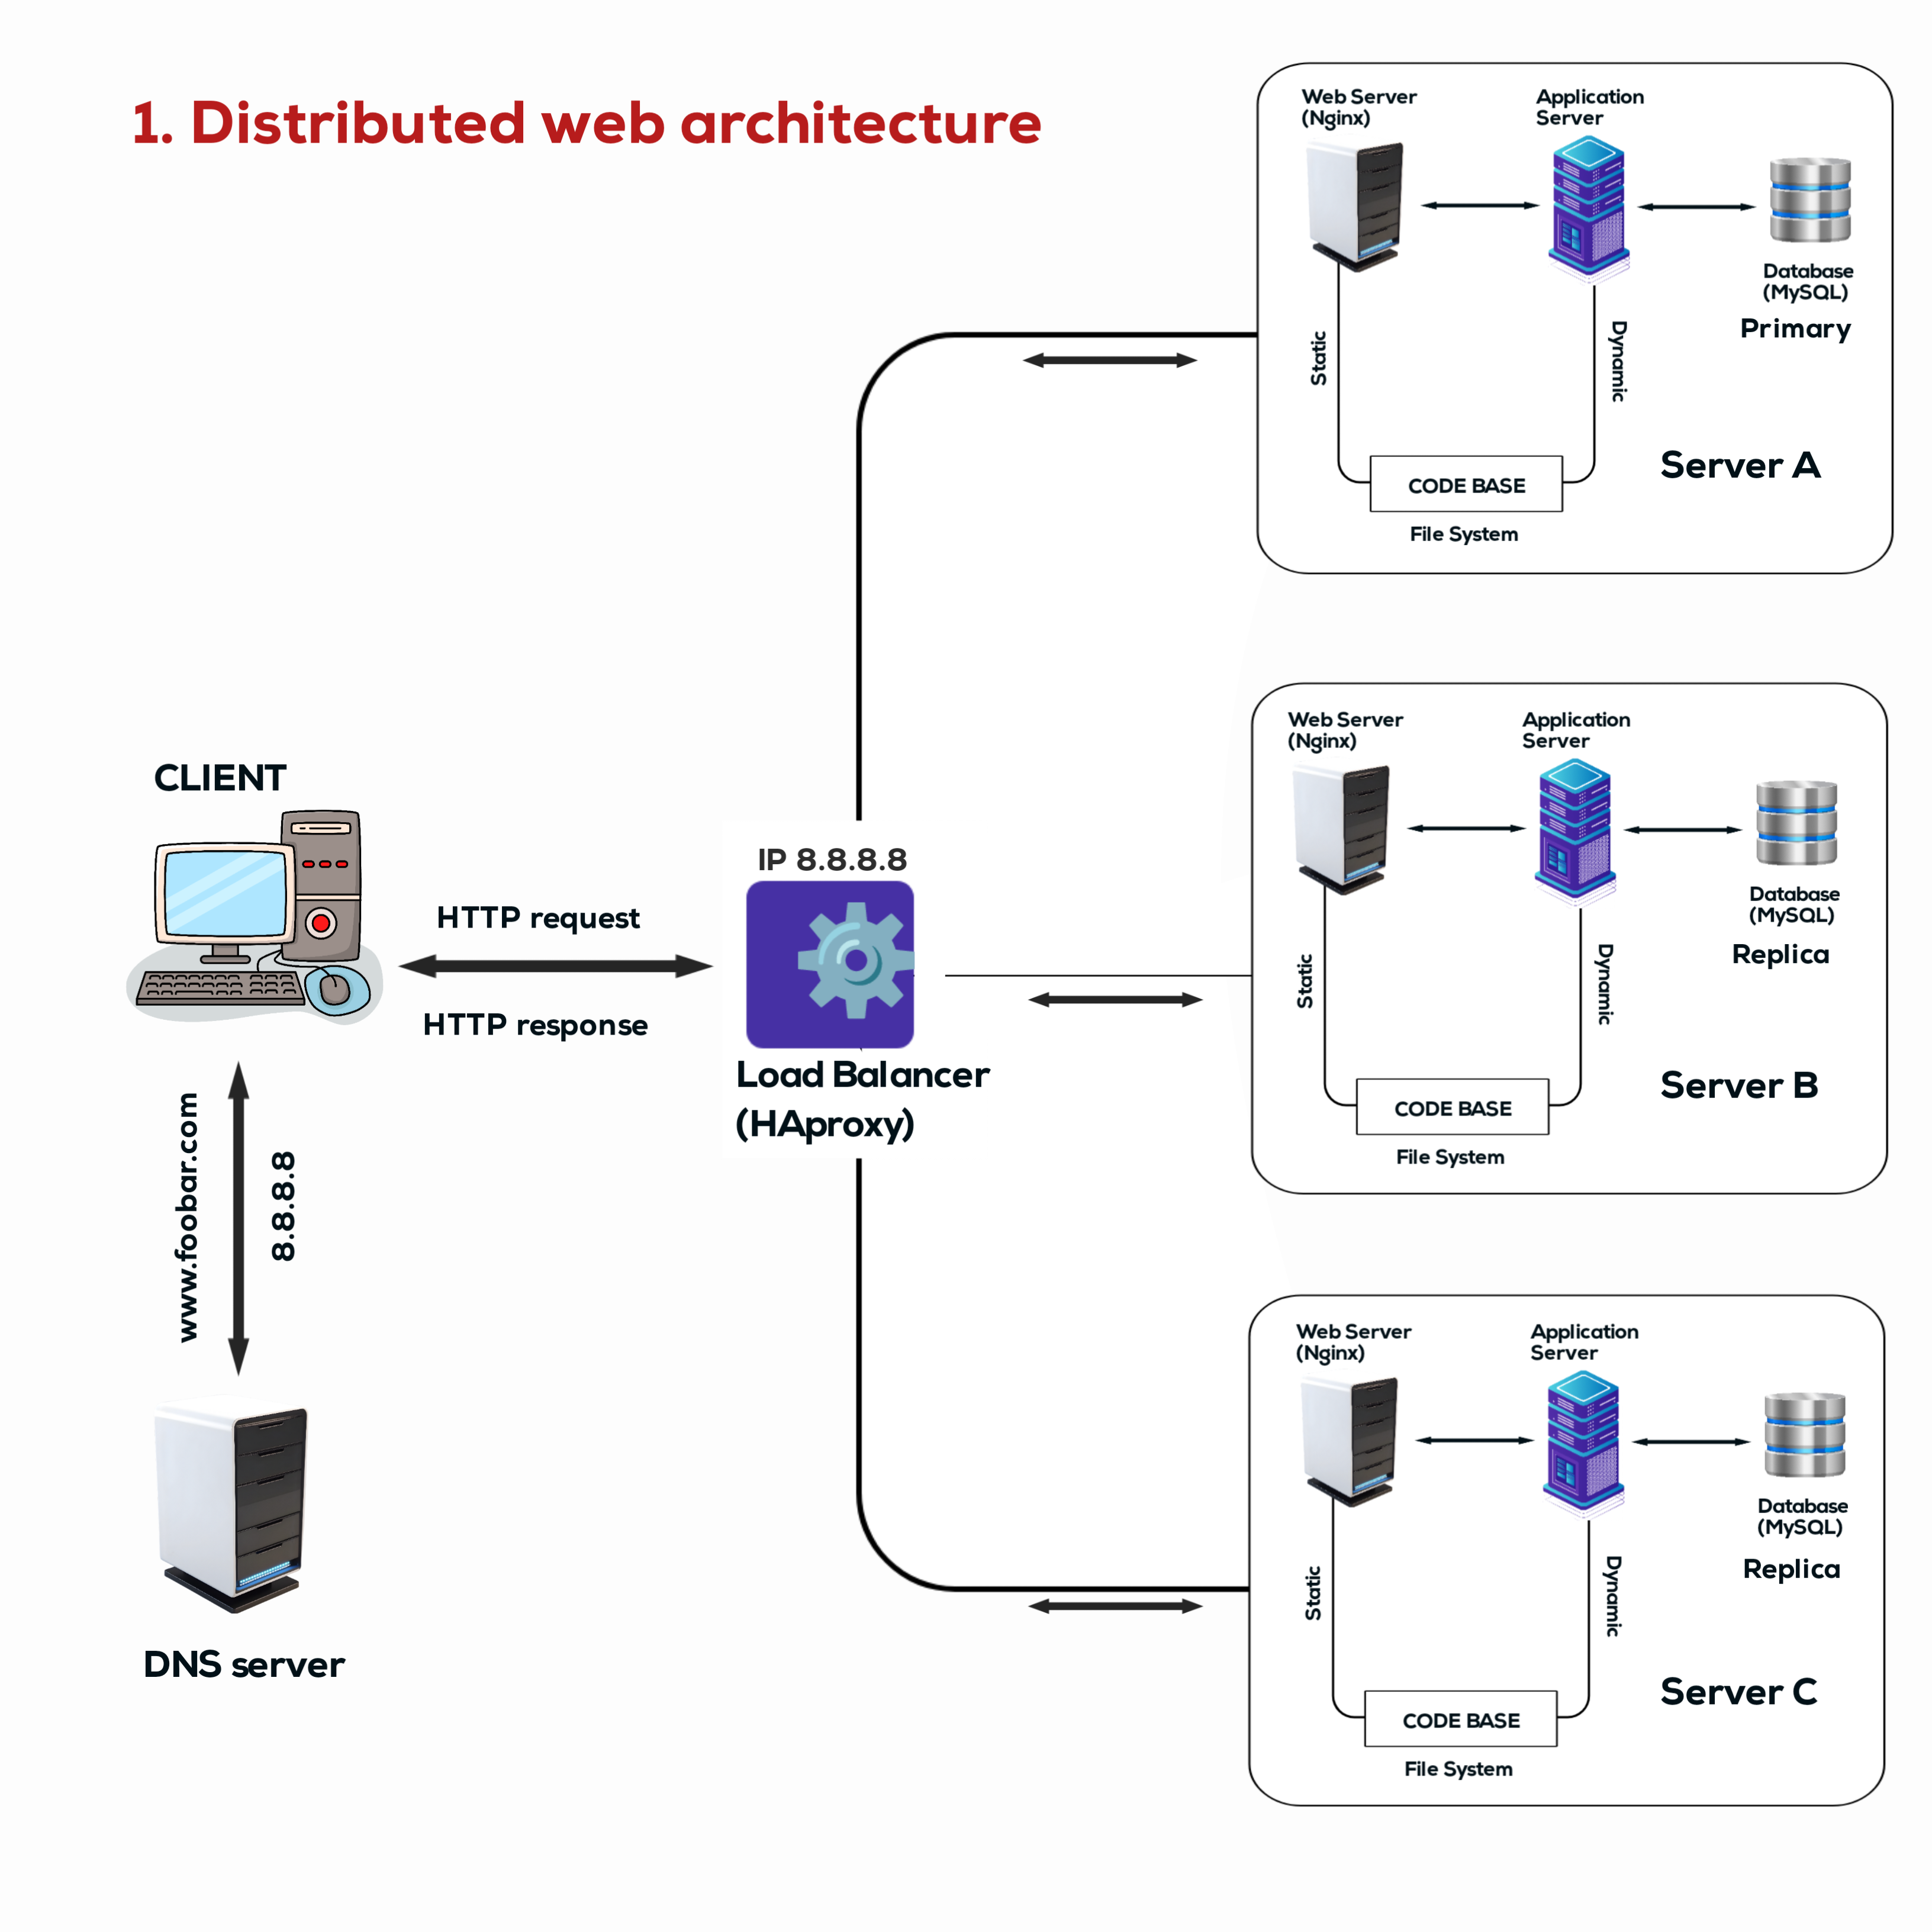 1. Distributed web architecture
Web Server
(Nginx)
Application
Server
Database
(MySQL)
Primary
Static
Dynamic
Server A
CODE BASE
File System
Web Server
(Nginx)
Application
Server
Database
(MySQL)
Replica
Static
Dynamic
Server B
CODE BASE
File System
CLIENT
HTTP request
HTTP response
IP 8.8.8.8
Load Balancer
(HAproxy)
www.foobar.com
8.8.8.8
DNS server
Web Server
(Nginx)
Application
Server
Database
(MySQL)
Replica
Static
Dynamic
Server C
CODE BASE
File System